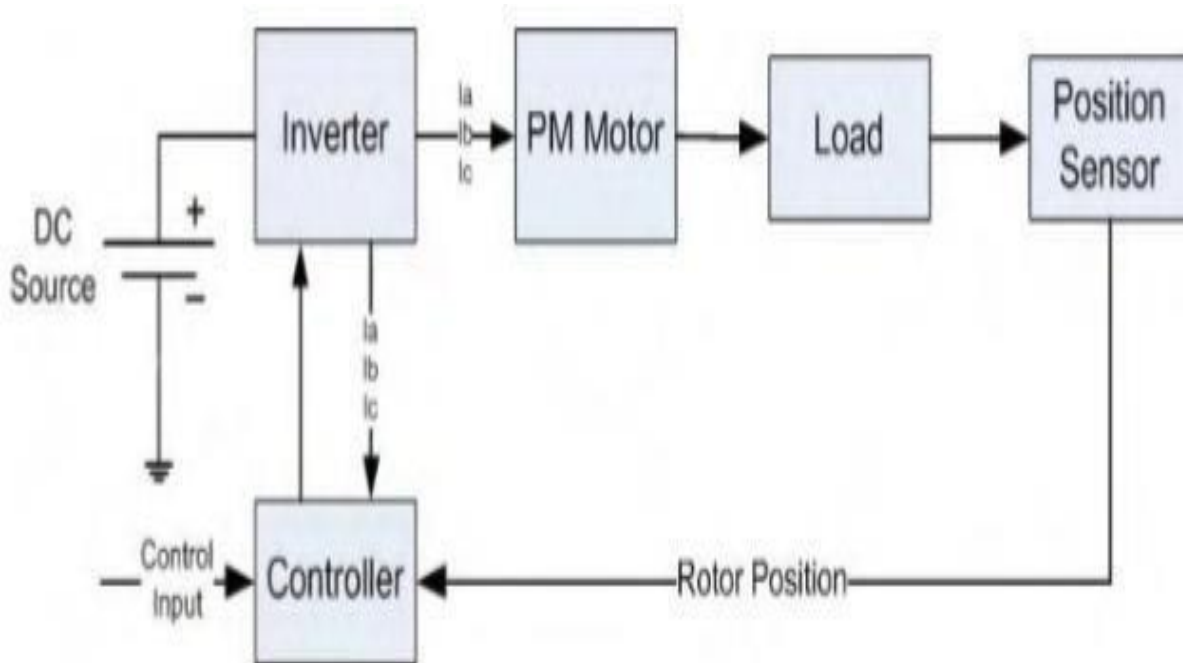 Inverter
Ia
Ib
Ic
PM Motor
Load
Position
Sensor
+
DC
Source
−
Ia
Ib
Ic
Control
Input
Controller
Rotor Position